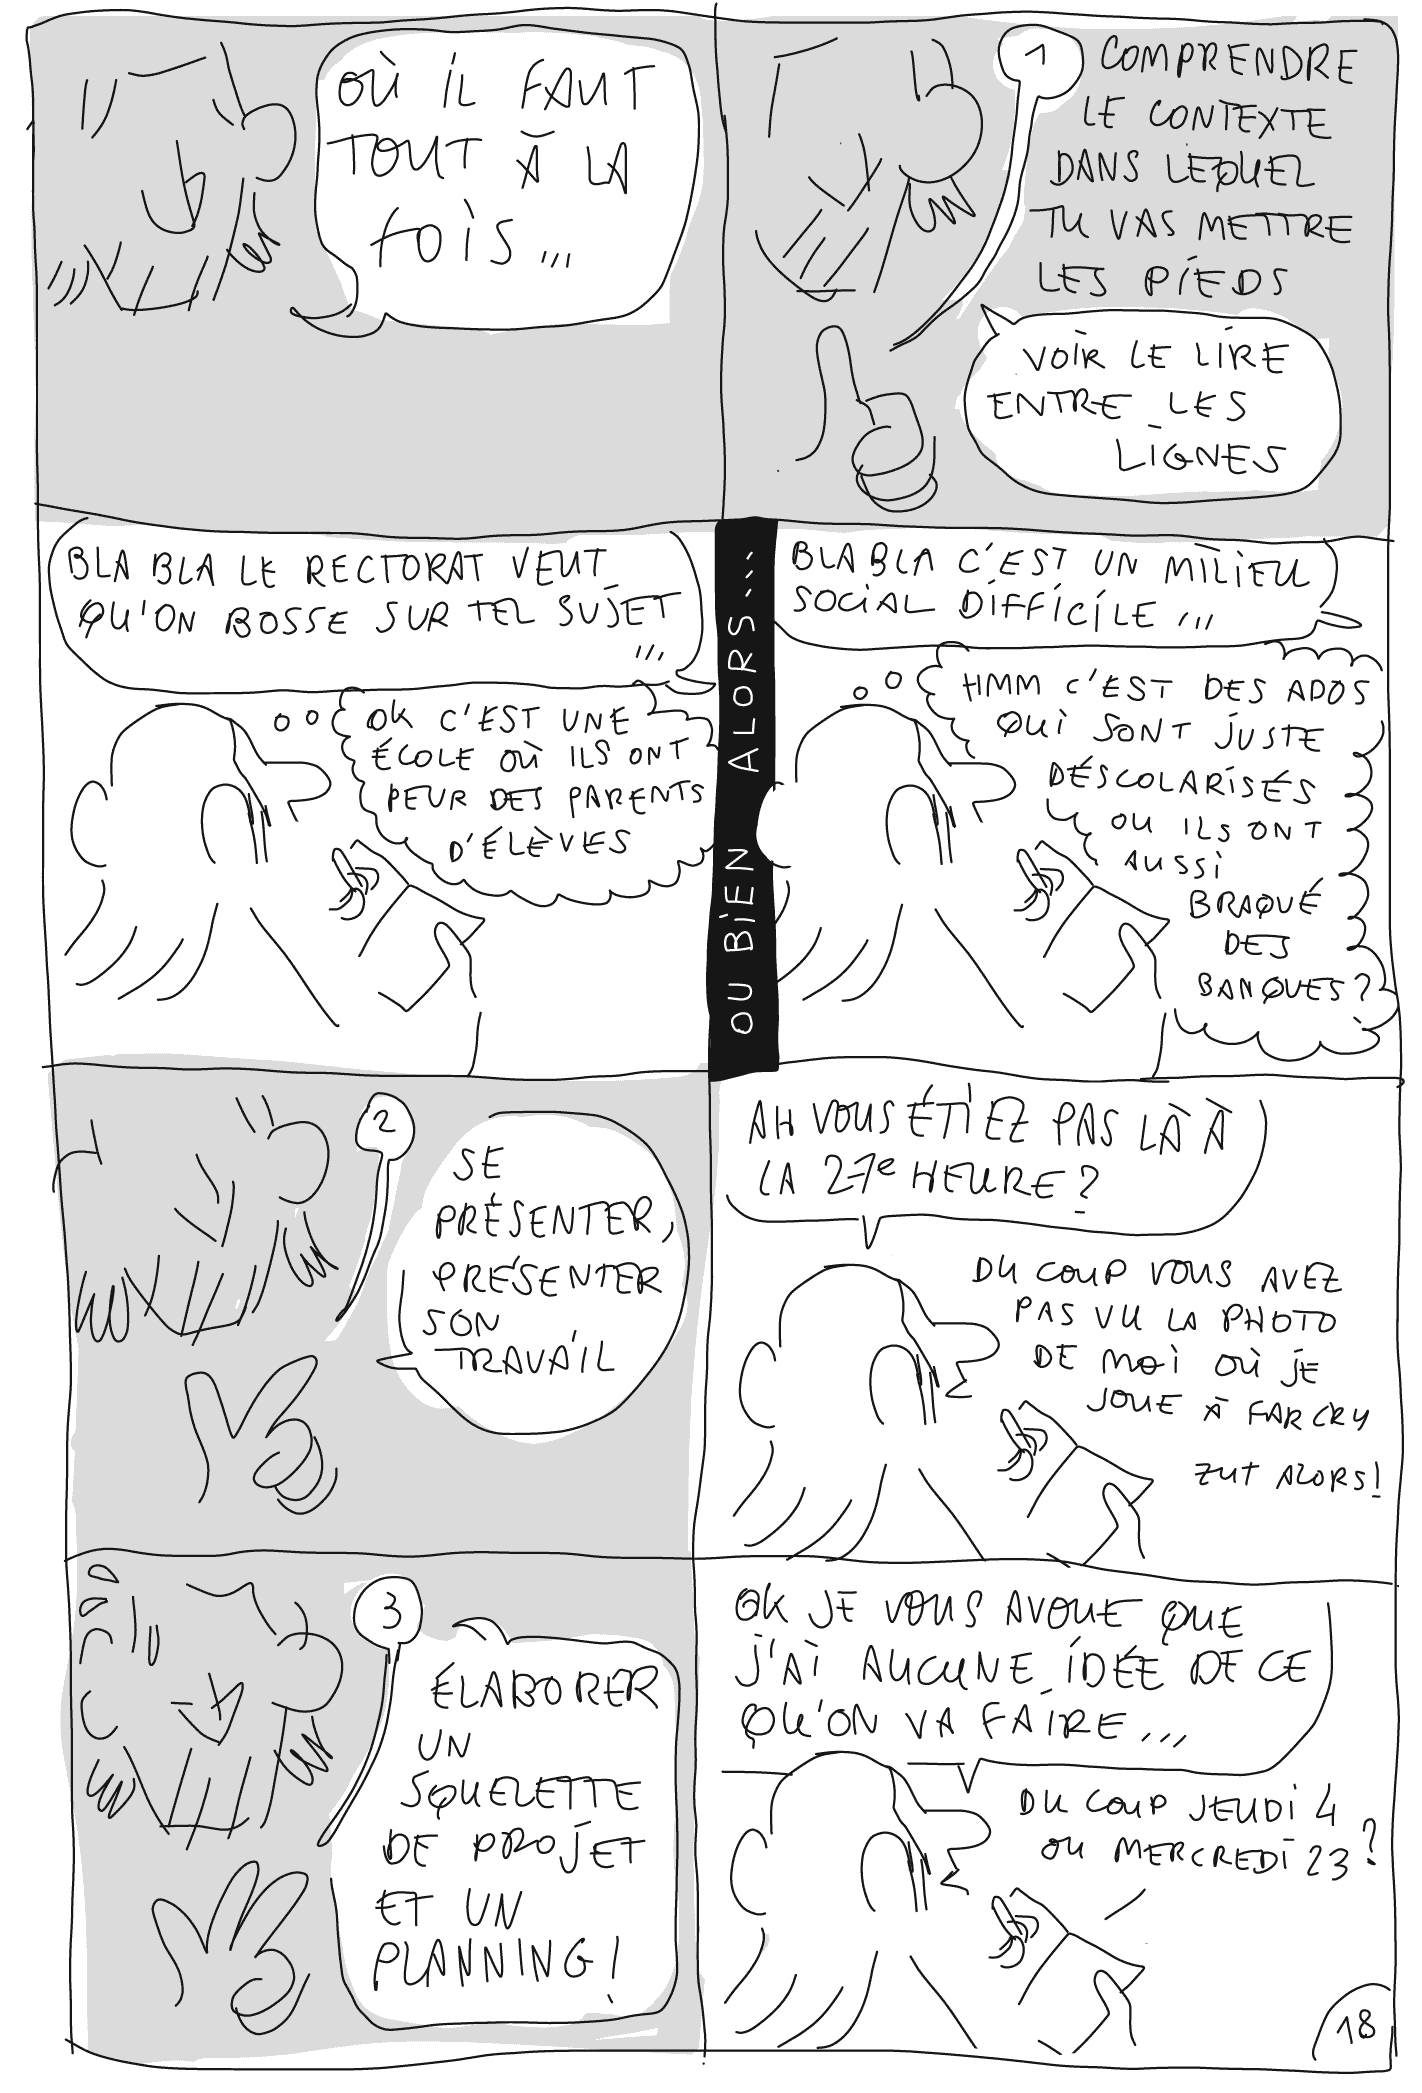 OÙ IL FAUT
TOUT À LA
FOIS...
1
COMPRENDRE
LE CONTEXTE
DANS LEQUEL
TU VAS METTRE
LES PIEDS
VOIR LE LIRE
ENTRE LES
LIGNES
BLA BLA LE RECTORAT VEUT
QU'ON BOSSE SUR TEL SUJET
...
OK C'EST UNE
ÉCOLE OÙ ILS ONT
PEUR DES PARENTS
D'ÉLÈVES
OU BIEN ALORS...
BLA BLA C'EST UN MILIEU
SOCIAL DIFFICILE...
HMM C'EST DES ADOS
QUI SONT JUSTE
DÉSCOLARISÉS
OU ILS ONT
AUSSI
BRAQUÉ
DES
BANQUES?
2
SE
PRÉSENTER,
PRÉSENTER
SON
TRAVAIL
AH VOUS ÉTIEZ PAS LÀ À
LA 27e HEURE?
DU COUP VOUS AVEZ
PAS VU LA PHOTO
DE MOI OÙ JE
JOUE À FARCRY
ZUT ALORS!
3
ÉLABORER
UN
SQUELETTE
DE PROJET
ET UN
PLANNING!
OK JE VOUS AVOUE QUE
J'AI AUCUNE IDÉE DE CE
QU'ON VA FAIRE...
DU COUP JEUDI 4
OU MERCREDI 23?
18